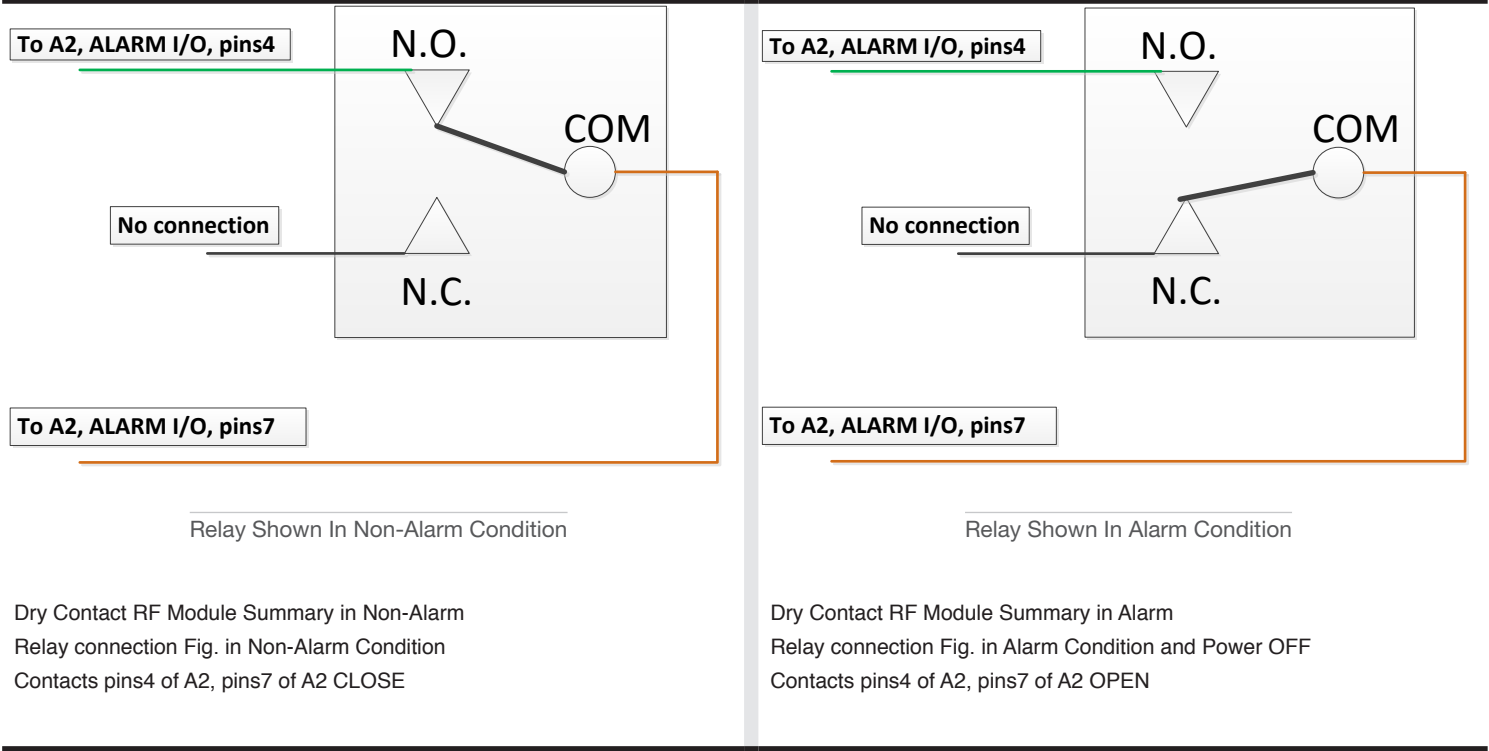 To A2, ALARM I/O, pins4
N.O.
COM
No connection
N.C.
To A2, ALARM I/O, pins7
Relay Shown In Non-Alarm Condition
Dry Contact RF Module Summary in Non-Alarm
Relay connection Fig. in Non-Alarm Condition
Contacts pins4 of A2, pins7 of A2 CLOSE
To A2, ALARM I/O, pins4
N.O.
COM
No connection
N.C.
To A2, ALARM I/O, pins7
Relay Shown In Alarm Condition
Dry Contact RF Module Summary in Alarm
Relay connection Fig. in Alarm Condition and Power OFF
Contacts pins4 of A2, pins7 of A2 OPEN